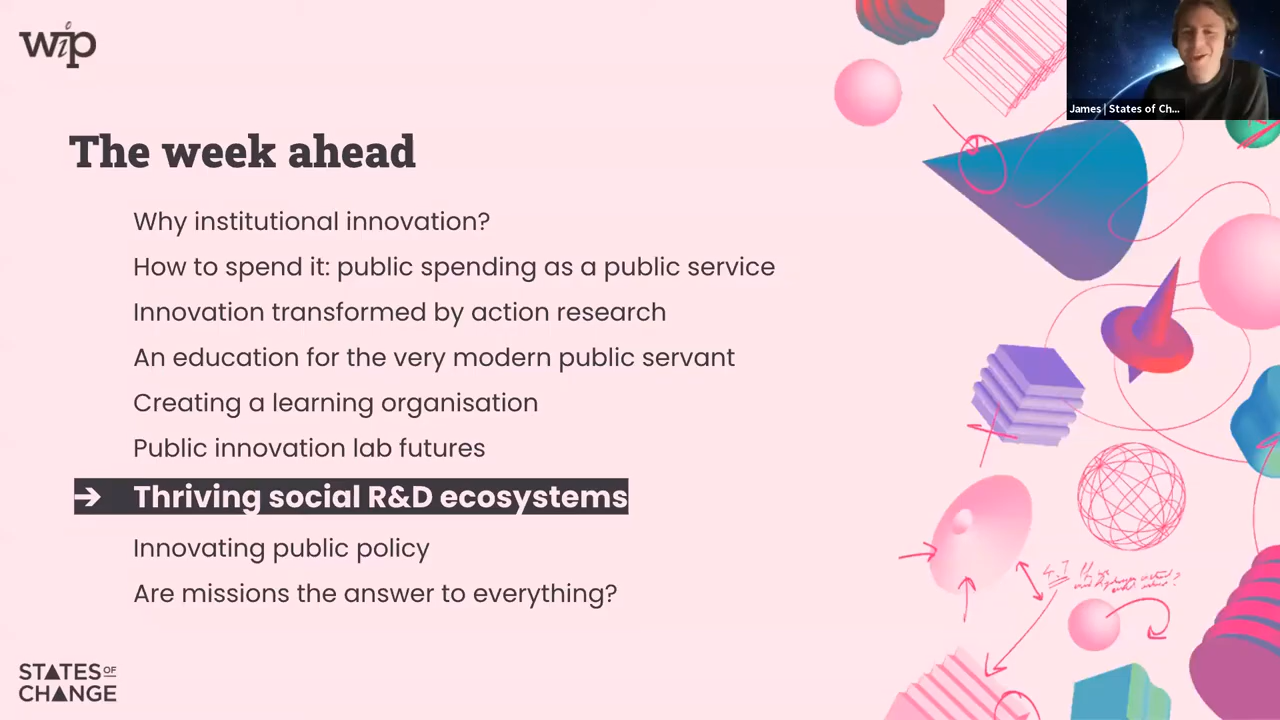 wip
James | States of Ch...
The week ahead
Why institutional innovation?
How to spend it: public spending as a public service
Innovation transformed by action research
An education for the very modern public servant
Creating a learning organisation
Public innovation lab futures
➔ Thriving social R&D ecosystems
Innovating public policy
Are missions the answer to everything?
STATES OF
CHANGE